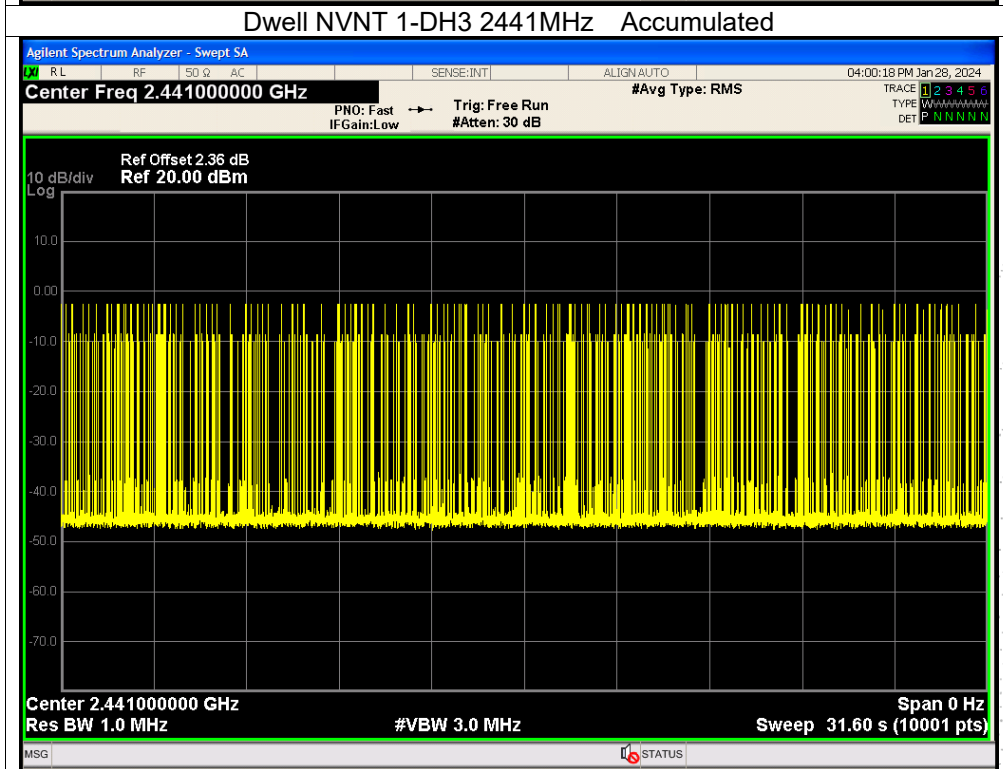 Dwell NVNT 1-DH3 2441MHz Accumulated
Agilent Spectrum Analyzer - Swept SA
LXI RL RF 50 Ω AC SENSE:INT ALIGN AUTO 04:00:18 PM Jan 28, 2024
Center Freq 2.441000000 GHz #Avg Type: RMS TRACE 1 2 3 4 5 6
PNO: Fast Trig: Free Run TYPE WWWWWW
IFGain:Low #Atten: 30 dB DET P N N N N N
Ref Offset 2.36 dB
10 dB/div Ref 20.00 dBm
Log
10.0
0.00
-10.0
-20.0
-30.0
-40.0
-50.0
-60.0
-70.0
Center 2.441000000 GHz Span 0 Hz
Res BW 1.0 MHz #VBW 3.0 MHz Sweep 31.60 s (10001 pts)
MSG STATUS